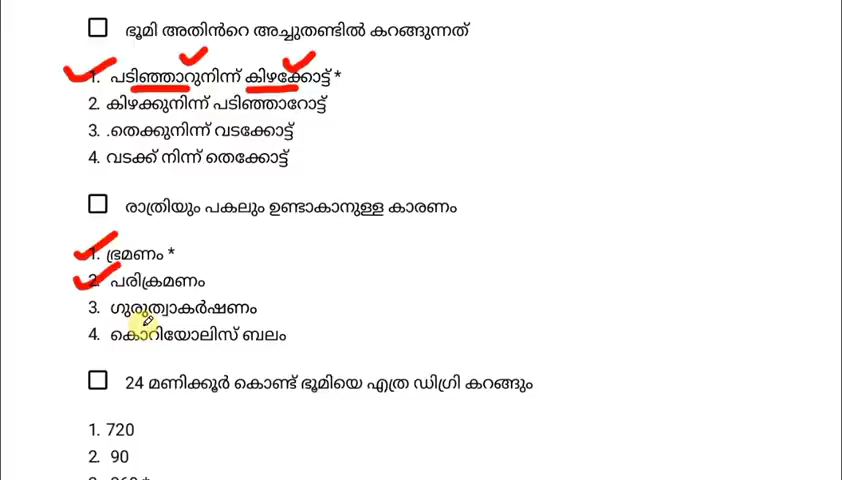 ഭൂമി അതിൻറെ അച്ചുതണ്ടിൽ കറങ്ങുന്നത്
1. പടിഞ്ഞാറുനിന്ന് കിഴക്കോട്ട് *
2. കിഴക്കുനിന്ന് പടിഞ്ഞാറോട്ട്
3. .തെക്കുനിന്ന് വടക്കോട്ട്
4. വടക്ക് നിന്ന് തെക്കോട്ട്
രാത്രിയും പകലും ഉണ്ടാകാനുള്ള കാരണം
1. ഭ്രമണം *
2. പരിക്രമണം
3. ഗുരുത്വാകർഷണം
4. കൊറിയോലിസ് ബലം
24 മണിക്കൂർ കൊണ്ട് ഭൂമിയെ എത്ര ഡിഗ്രി കറങ്ങും
1. 720
2. 90